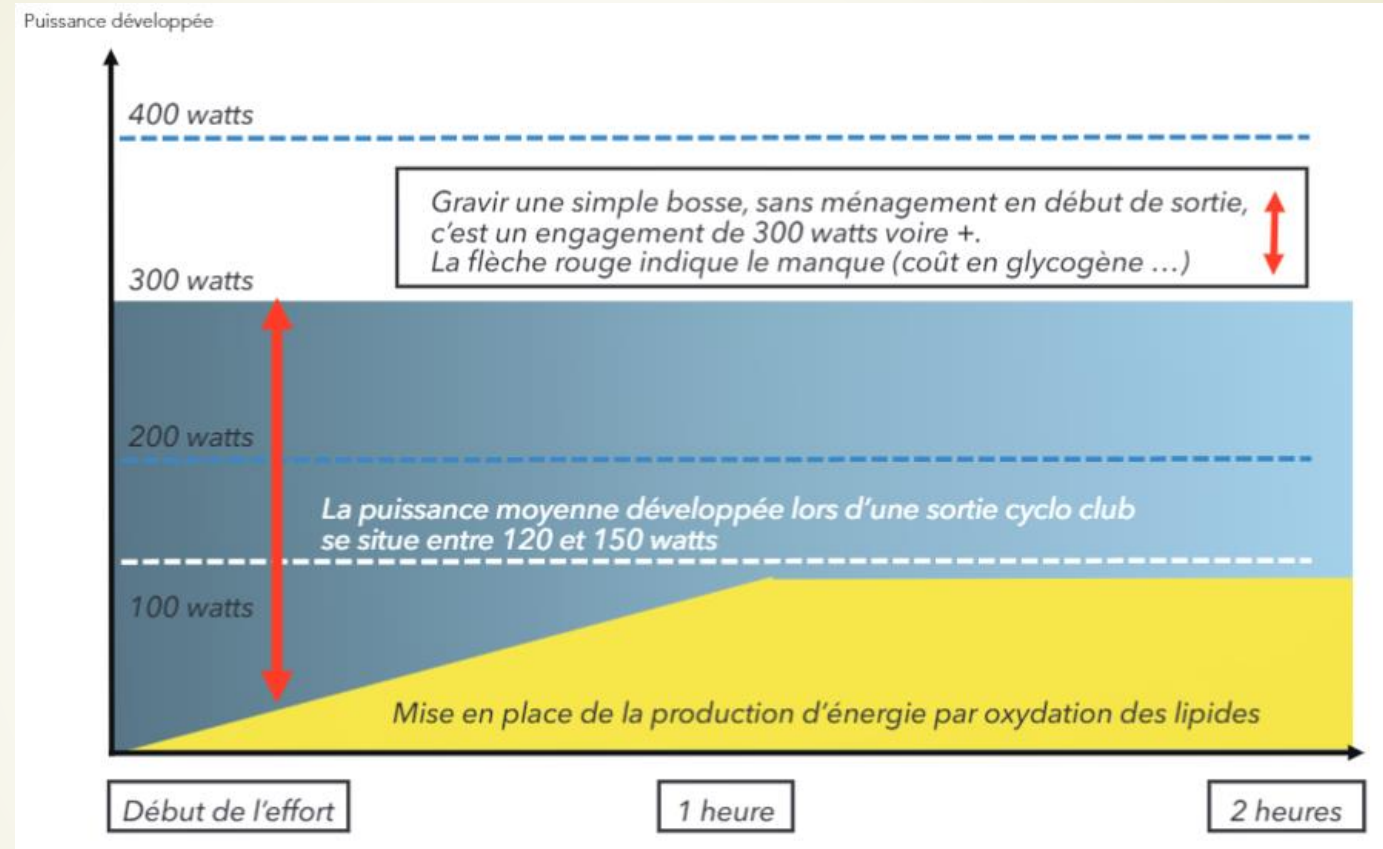 Puissance développée
400 watts
Gravir une simple bosse, sans ménagement en début de sortie,
c'est un engagement de 300 watts voire +.
La flèche rouge indique le manque (coût en glycogène ...)
300 watts
200 watts
La puissance moyenne développée lors d'une sortie cyclo club
se situe entre 120 et 150 watts
100 watts
Mise en place de la production d'énergie par oxydation des lipides
Début de l'effort
1 heure
2 heures